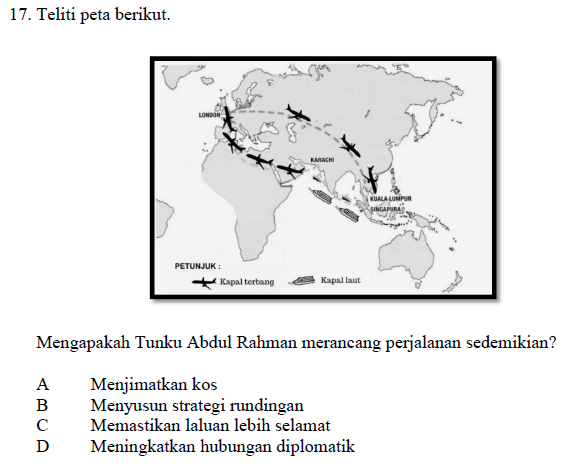 17. Teliti peta berikut.
LONDON
KARACHI
KUALA LUMPUR
SINGAPURA
PETUNJUK :
Kapal terbang Kapal laut
Mengapakah Tunku Abdul Rahman merancang perjalanan sedemikian?
A Menjimatkan kos
B Menyusun strategi rundingan
C Memastikan laluan lebih selamat
D Meningkatkan hubungan diplomatik